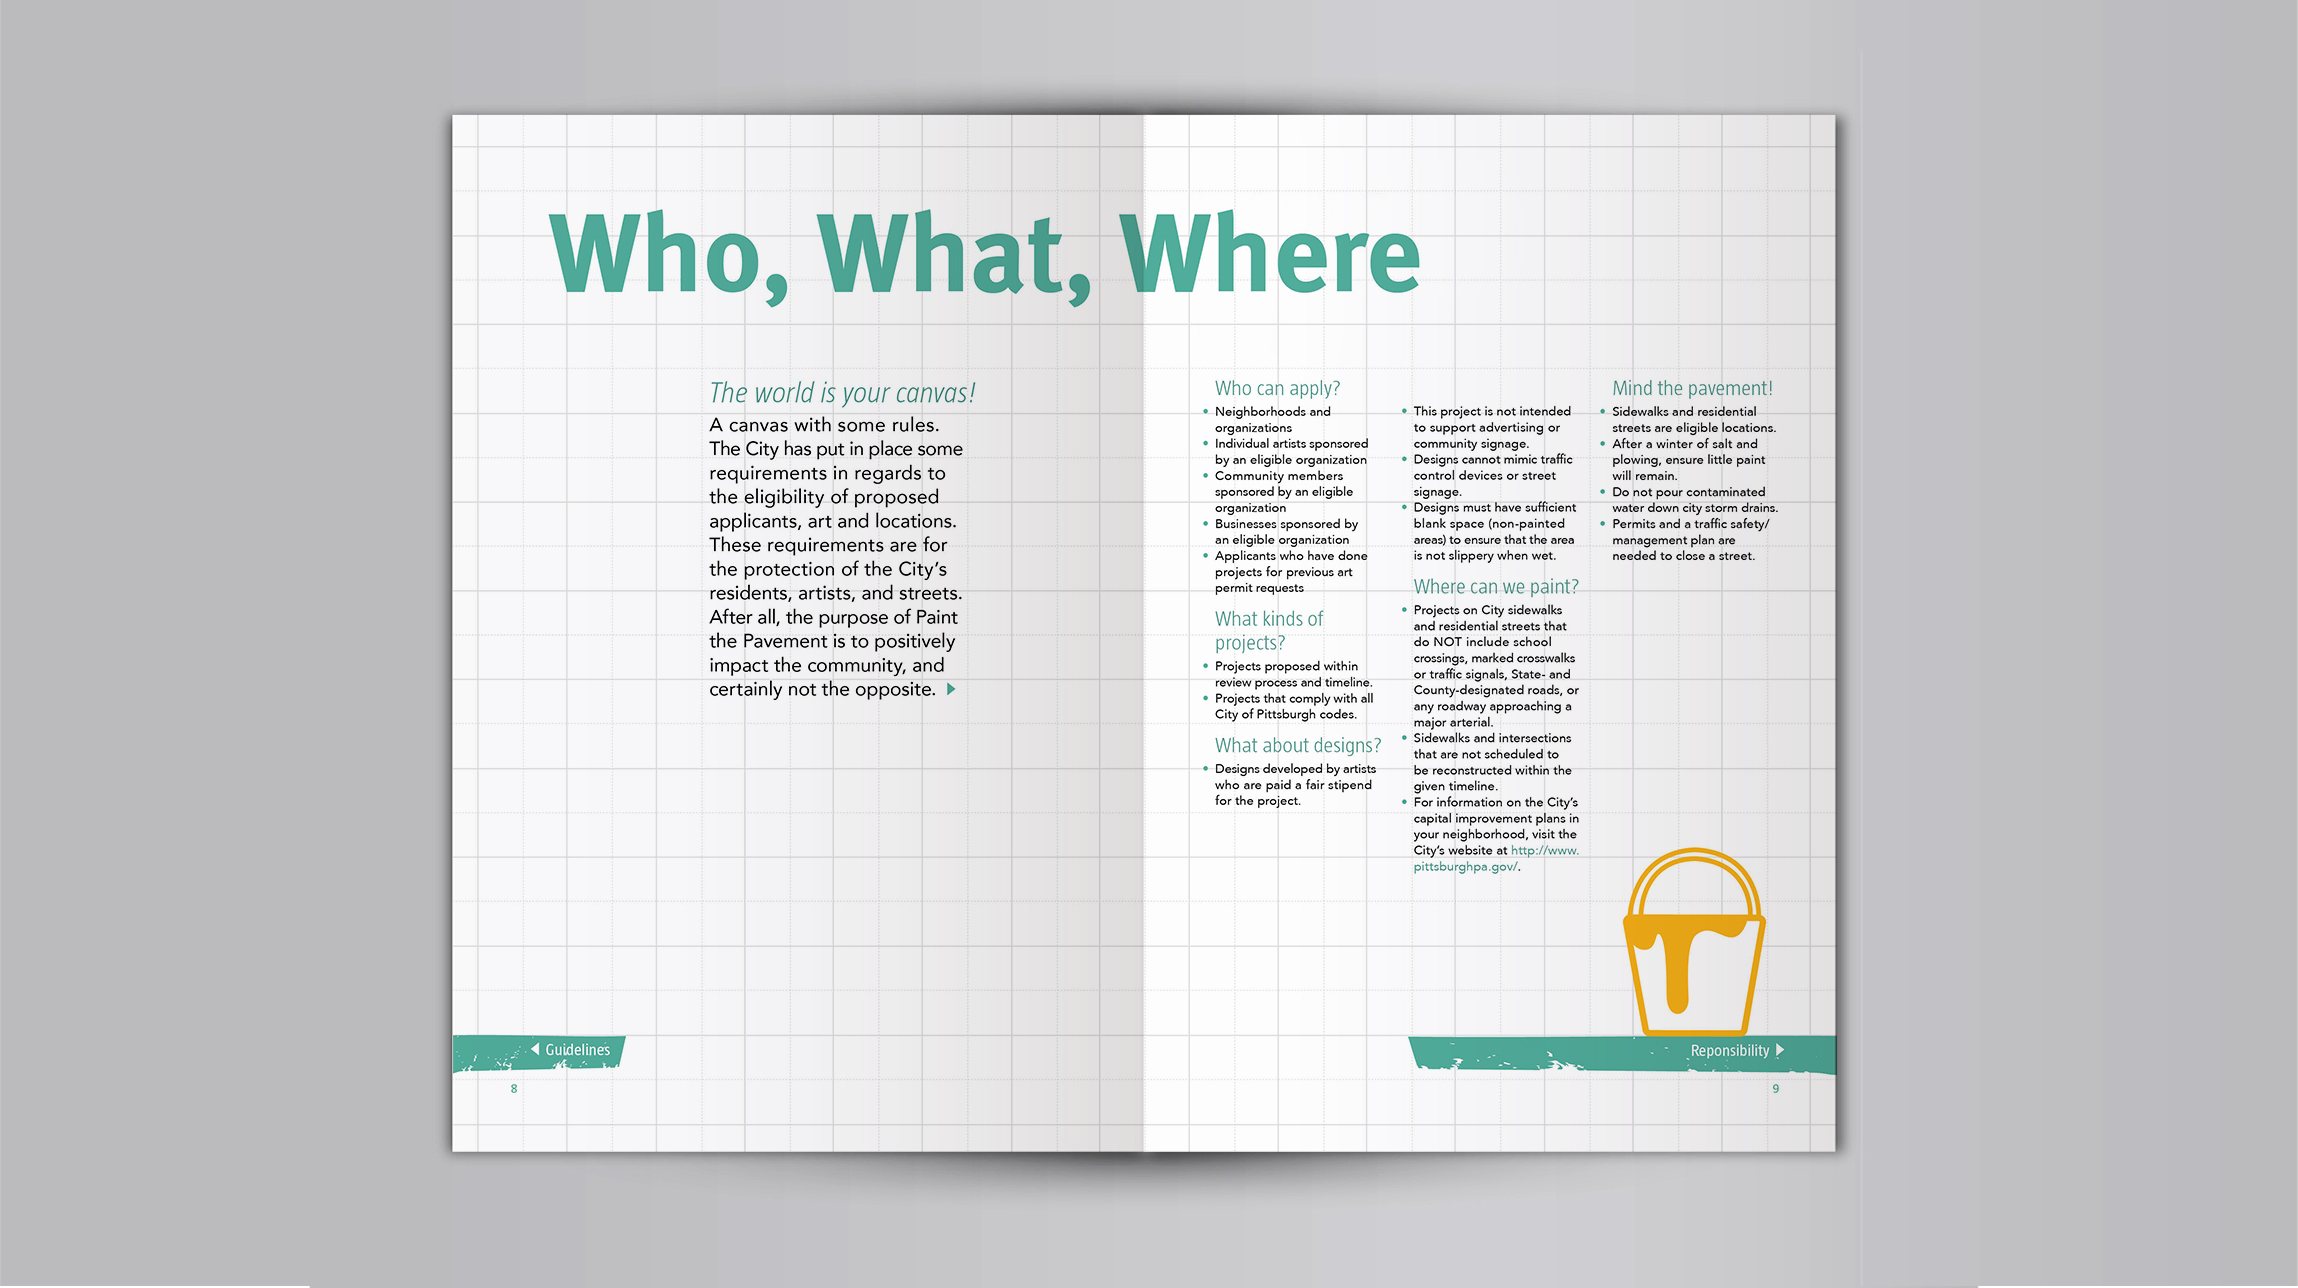 Who, What, Where
The world is your canvas!
A canvas with some rules.
The City has put in place some
requirements in regards to
the eligibility of proposed
applicants, art and locations.
These requirements are for
the protection of the City's
residents, artists, and streets.
After all, the purpose of Paint
the Pavement is to positively
impact the community, and
certainly not the opposite.
Who can apply?
• Neighborhoods and
organizations
• Individual artists sponsored
by an eligible organization
• Community members
sponsored by an eligible
organization
• Businesses sponsored by
an eligible organization
• Applicants who have done
projects for previous art
permit requests
What kinds of
projects?
• Projects proposed within
review process and timeline.
• Projects that comply with all
City of Pittsburgh codes.
What about designs?
• Designs developed by artists
who are paid a fair stipend
for the project.
• This project is not intended
to support advertising or
community signage.
• Designs cannot mimic traffic
control devices or street
signage.
• Designs must have sufficient
blank space (non-painted
areas) to ensure that the area
is not slippery when wet.
Where can we paint?
• Projects on City sidewalks
and residential streets that
do NOT include school
crossings, marked crosswalks
or traffic signals, State- and
County-designated roads, or
any roadway approaching a
major arterial.
• Sidewalks and intersections
that are not scheduled to
be reconstructed within the
given timeline.
• For information on the City's
capital improvement plans in
your neighborhood, visit the
City's website at http://www.
pittsburghpa.gov/.
Mind the pavement!
• Sidewalks and residential
streets are eligible locations.
• After a winter of salt and
plowing, ensure little paint
will remain.
• Do not pour contaminated
water down city storm drains.
• Permits and a traffic safety/
management plan are
needed to close a street.
Guidelines
8
Reponsibility
9